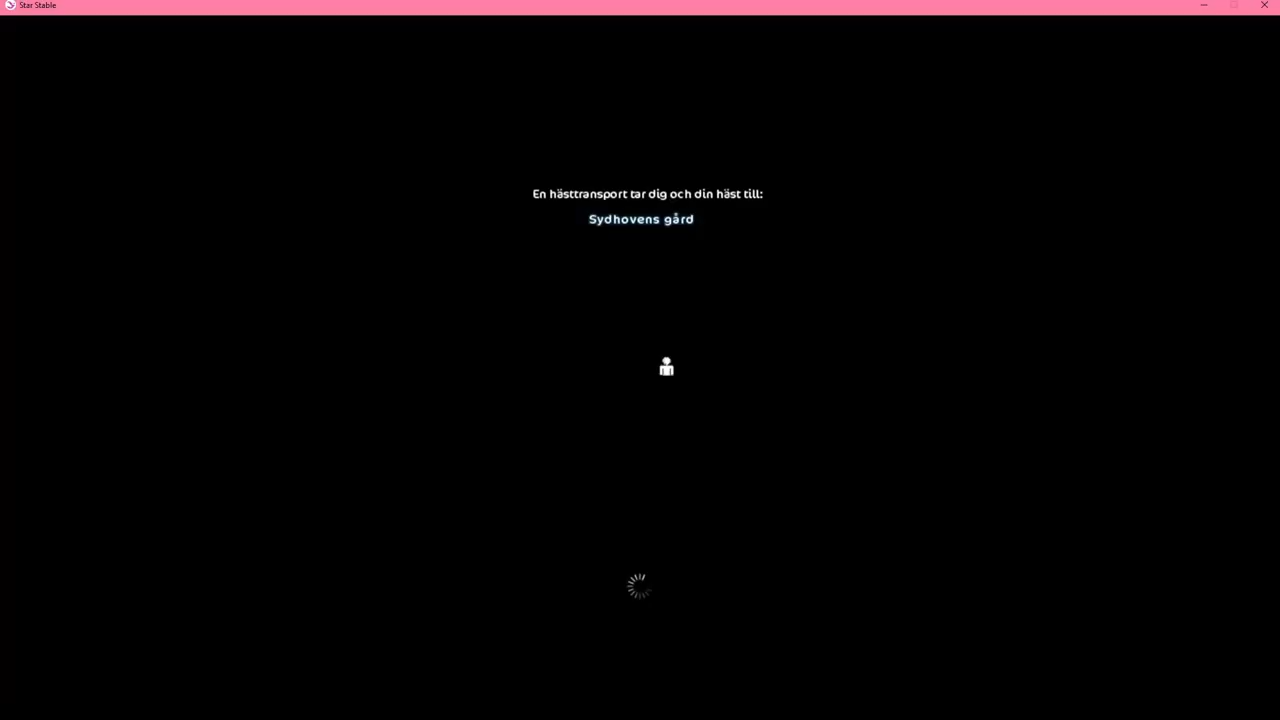 Star Stable
En hästtransport tar dig och din häst till:
Sydhovens gård